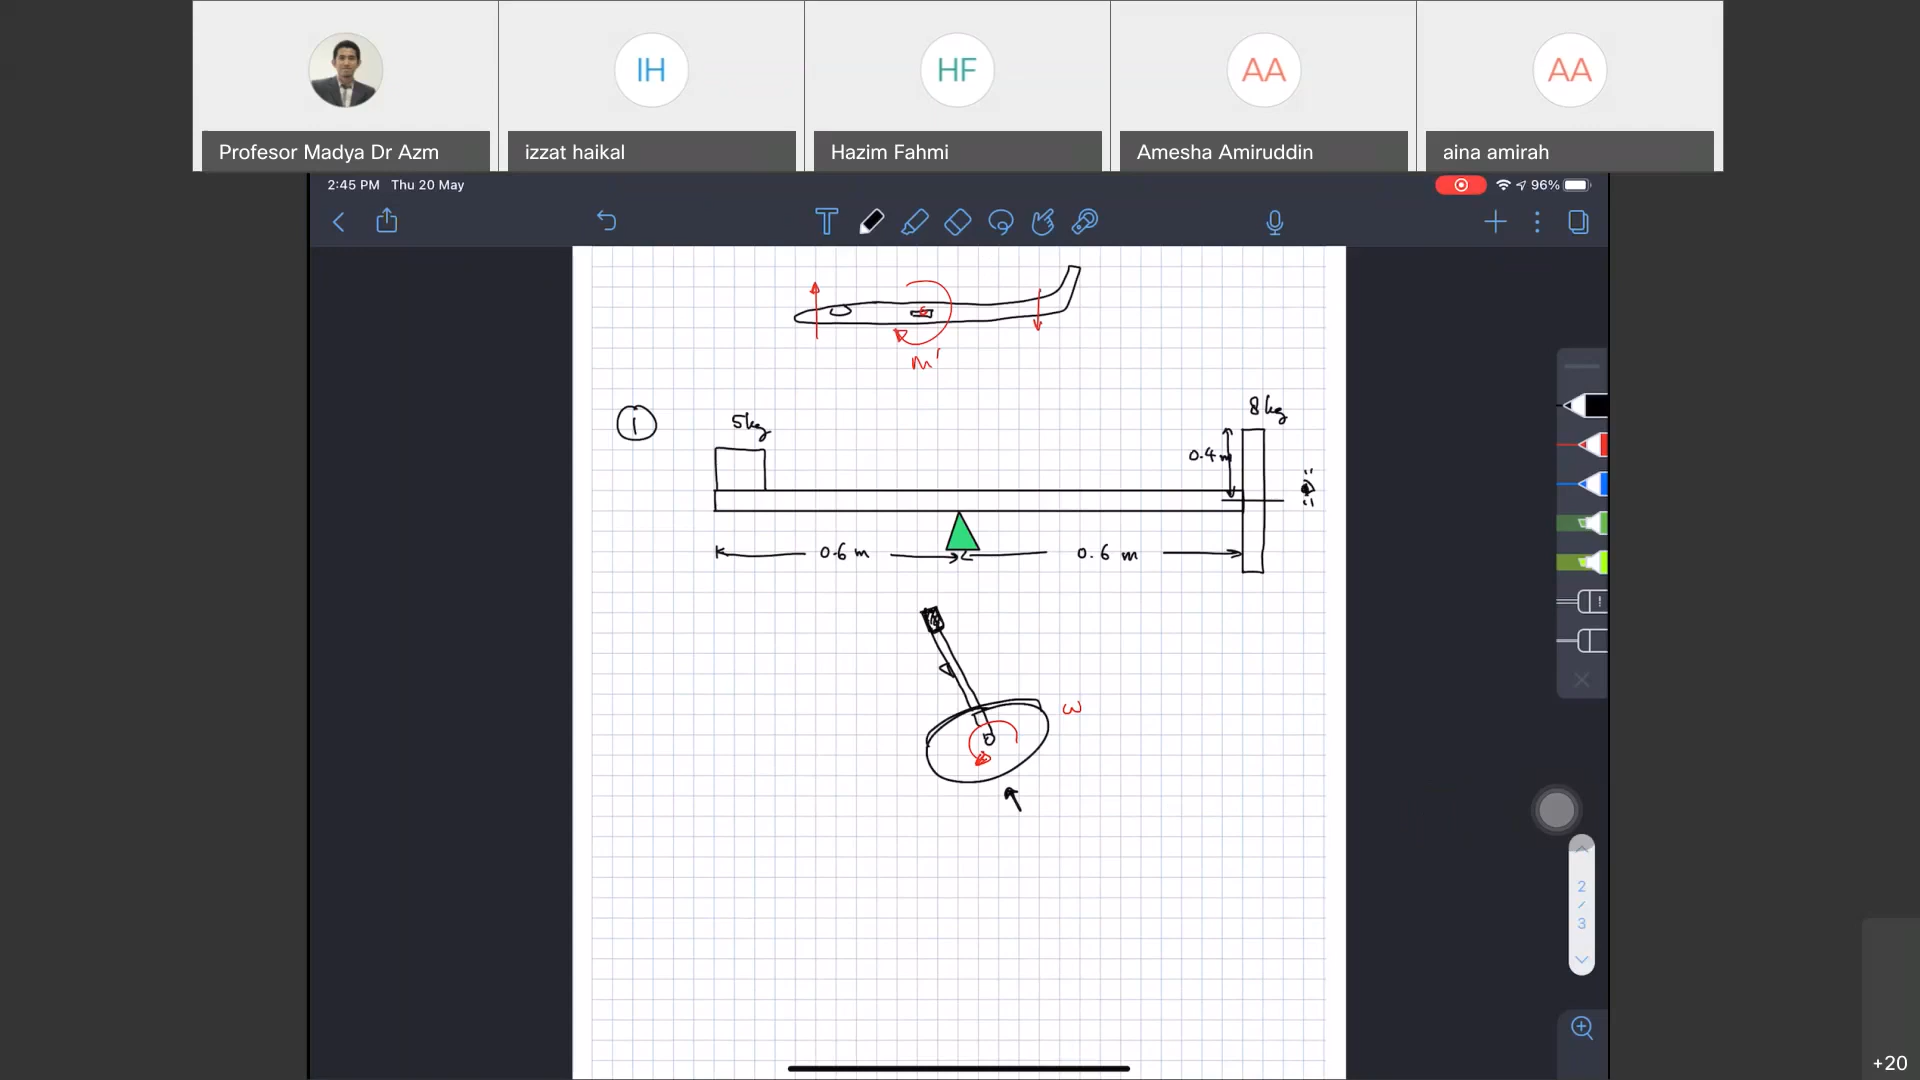 IH
HF
AA
AA
Profesor Madya Dr Azm
izzat haikal
Hazim Fahmi
Amesha Amiruddin
aina amirah
2:45 PM Thu 20 May
96%
T
M'
1
5kg
8kg
0.4m
0.6 m
0.6 m
ω
2
/
3
+20